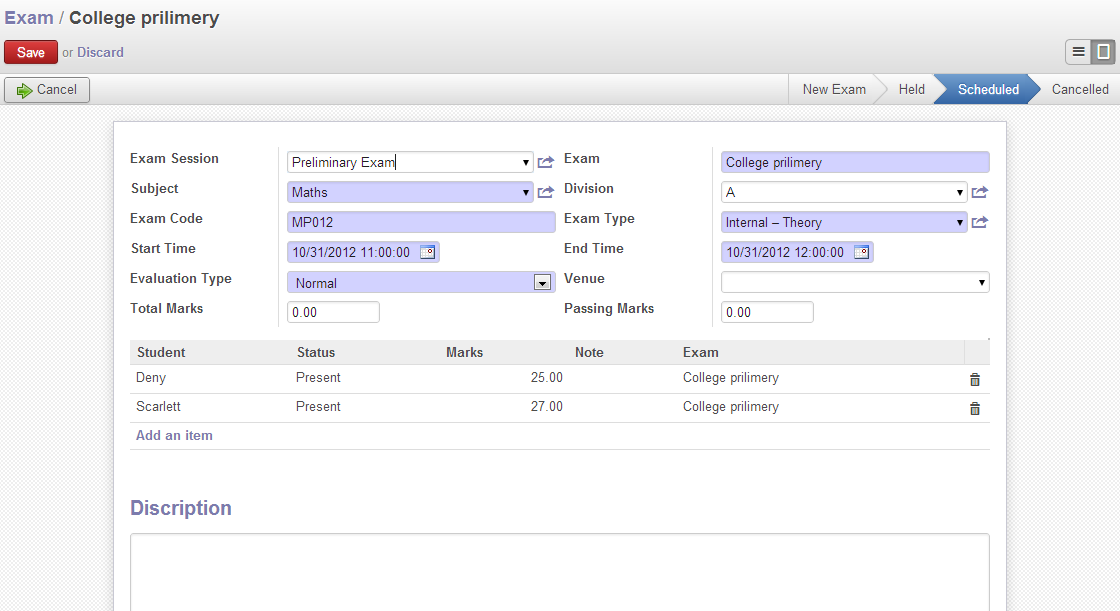 Exam / College prilimery
Save or Discard
Cancel
New Exam Held Scheduled Cancelled
Exam Session Preliminary Exam Exam College prilimery
Subject Maths Division A
Exam Code MP012 Exam Type Internal – Theory
Start Time 10/31/2012 11:00:00 End Time 10/31/2012 12:00:00
Evaluation Type Normal Venue
Total Marks 0.00 Passing Marks 0.00
Student Status Marks Note Exam
Deny Present 25.00 College prilimery
Scarlett Present 27.00 College prilimery
Add an item
Discription